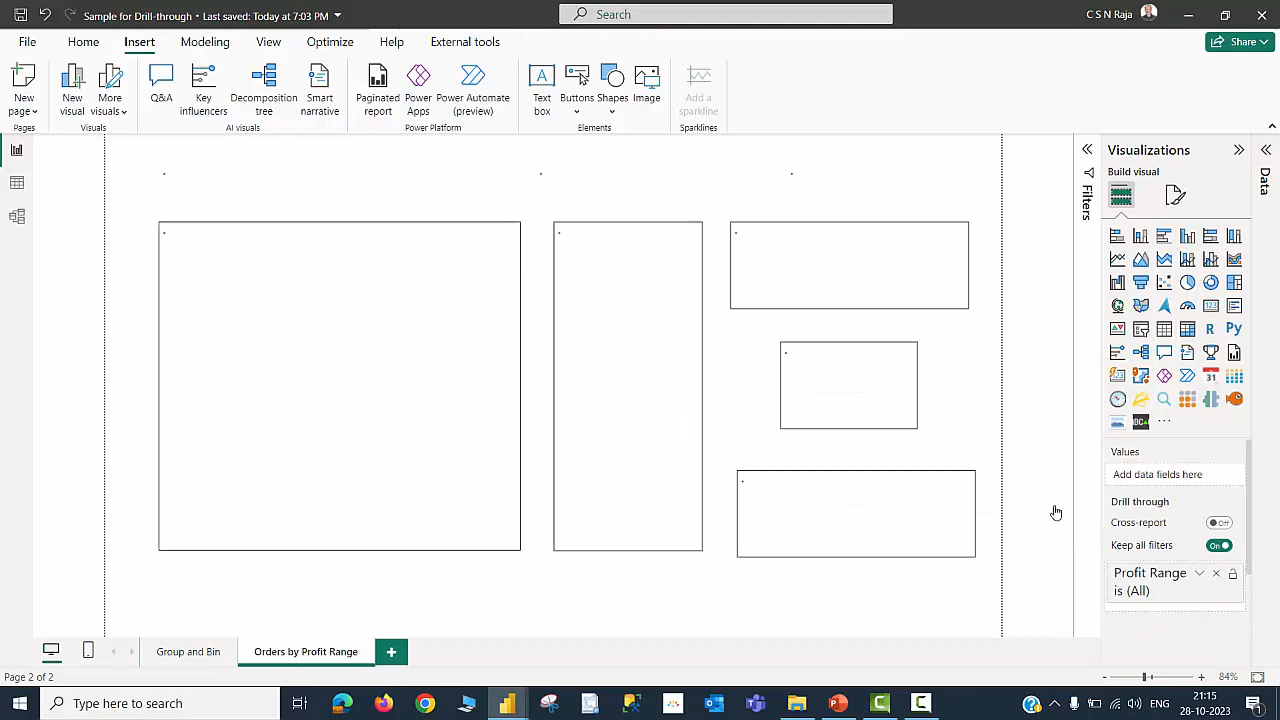 Sample for Drill-through • Last saved: Today at 7:03 PM
Search
C S N Raja
File Home Insert Modeling View Optimize Help External tools
Share
New page
New visual
More visuals
Q&A
Key influencers
Decomposition tree
Smart narrative
Paginated report
Power Apps
Power Automate (preview)
Text box
Buttons
Shapes
Image
Add a sparkline
Pages
Visuals
AI visuals
Power Platform
Elements
Sparklines
Filters
Visualizations
Data
Build visual
123
R
Py
31
Values
Add data fields here
Drill through
Cross-report
Off
Keep all filters
On
Profit Range
is (All)
Group and Bin
Orders by Profit Range
Page 2 of 2
84%
Type here to search
ENG
21:15
28-10-2023